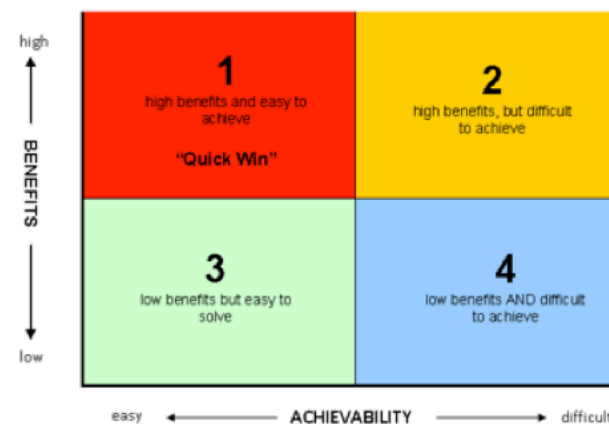 high
BENEFITS
low
1
high benefits and easy to
achieve
"Quick Win"
2
high benefits, but difficult
to achieve
3
low benefits but easy to
solve
4
low benefits AND difficult
to achieve
easy
ACHIEVABILITY
difficult